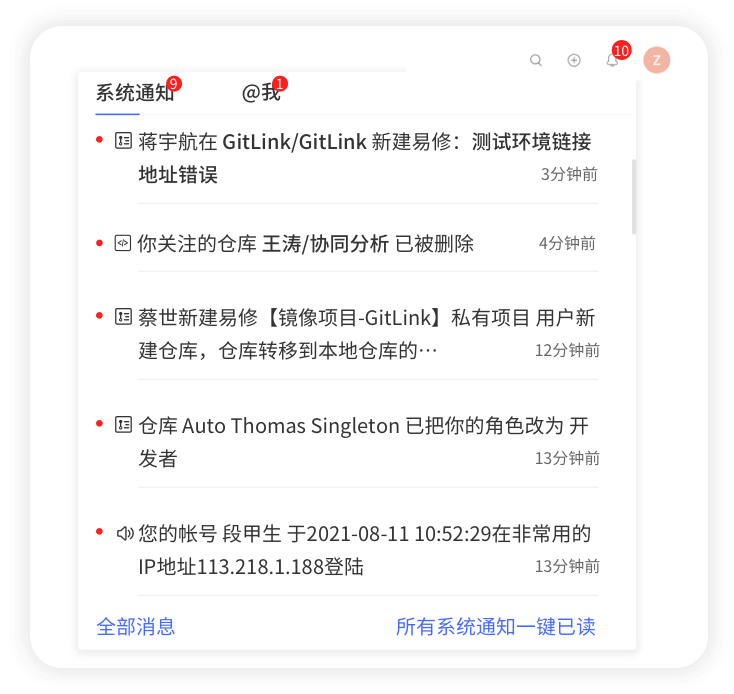 10
Z
系统通知 9 @我 1
蒋宇航在 GitLink/GitLink 新建易修：测试环境链接
地址错误 3分钟前
你关注的仓库 王涛/协同分析 已被删除 4分钟前
蔡世新建易修【镜像项目-GitLink】私有项目 用户新
建仓库，仓库转移到本地仓库的… 12分钟前
仓库 Auto Thomas Singleton 已把你的角色改为 开
发者 13分钟前
您的帐号 段甲生 于2021-08-11 10:52:29在非常用的
IP地址113.218.1.188登陆 13分钟前
全部消息 所有系统通知一键已读